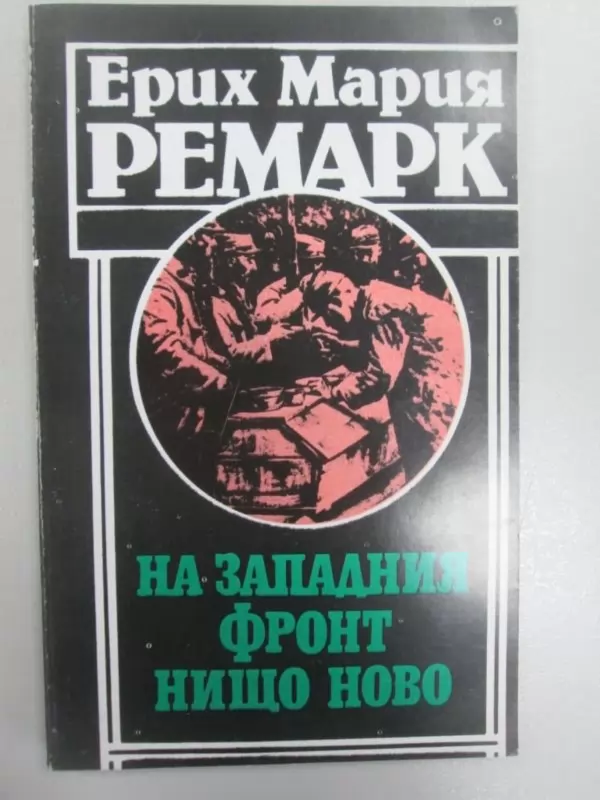 Ерих Мария
РЕМАРК
НА ЗАПАДНИЯ
ФРОНТ
НИЩО НОВО